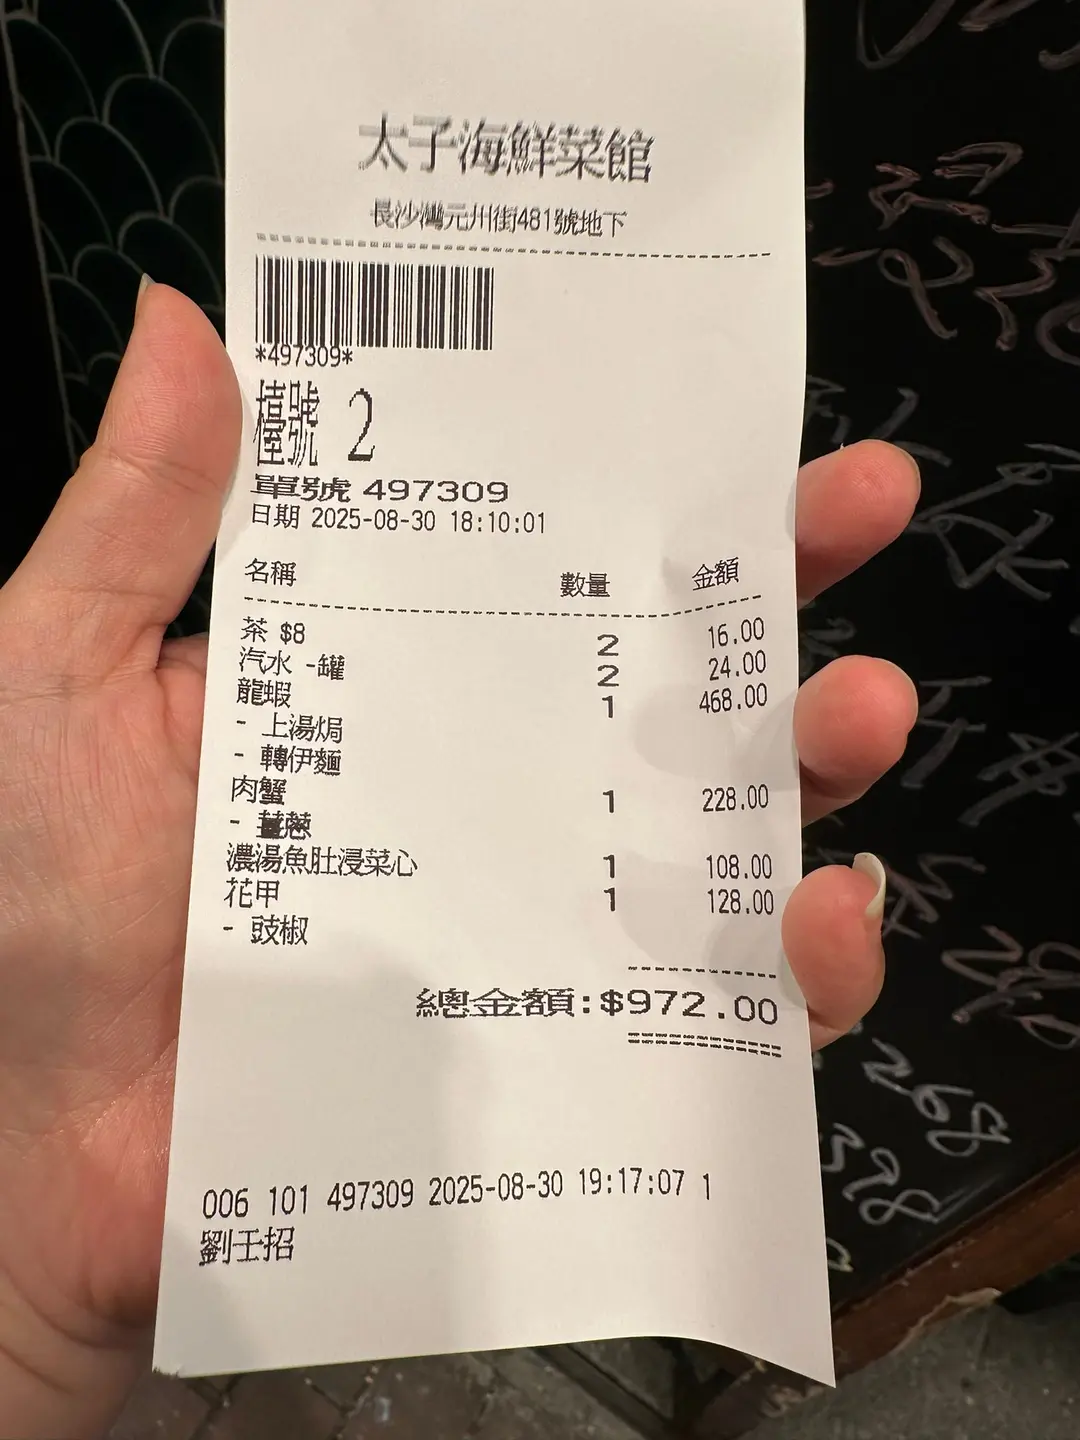 太子海鮮菜館
長沙灣元州街481號地下
*497309*
檯號 2
單號 497309
日期 2025-08-30 18:10:01
名稱 數量 金額
茶 $8 2 16.00
汽水 -罐 2 24.00
龍蝦 1 468.00
- 上湯焗
- 轉伊麵
肉蟹 1 228.00
- 薑蔥
濃湯魚肚浸菜心 1 108.00
花甲 1 128.00
- 豉椒
總金額:$972.00
006 101 497309 2025-08-30 19:17:07 1
劉壬招
268
398